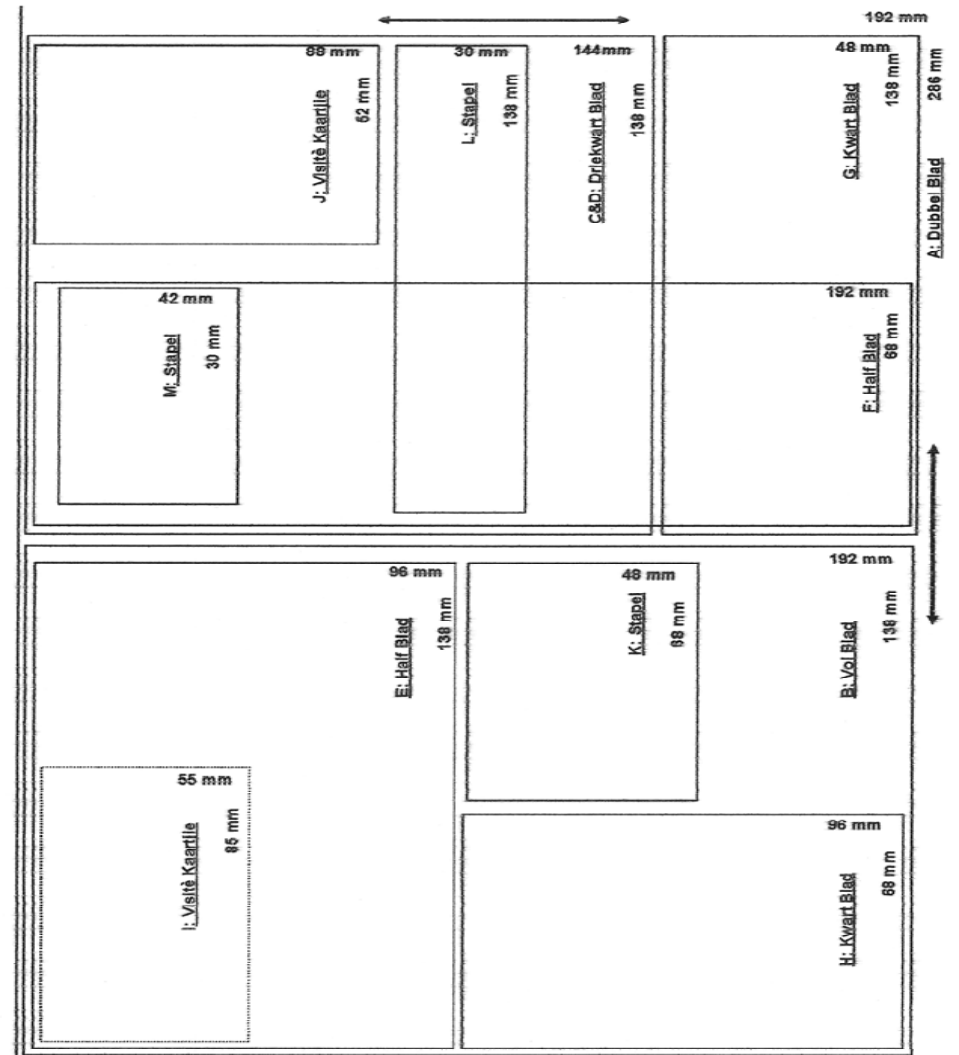 192 mm
88 mm
J: Visitè Kaartjie
52 mm
30 mm
L: Stapel
138 mm
144mm
C&D: Driekwart Blad
138 mm
48 mm
G: Kwart Blad
138 mm
286 mm
A: Dubbel Blad
42 mm
M: Stapel
30 mm
192 mm
F: Half Blad
68 mm
96 mm
E: Half Blad
138 mm
48 mm
K: Stapel
68 mm
192 mm
B: Vol Blad
138 mm
55 mm
I: Visitè Kaartjie
85 mm
96 mm
H: Kwart Blad
68 mm